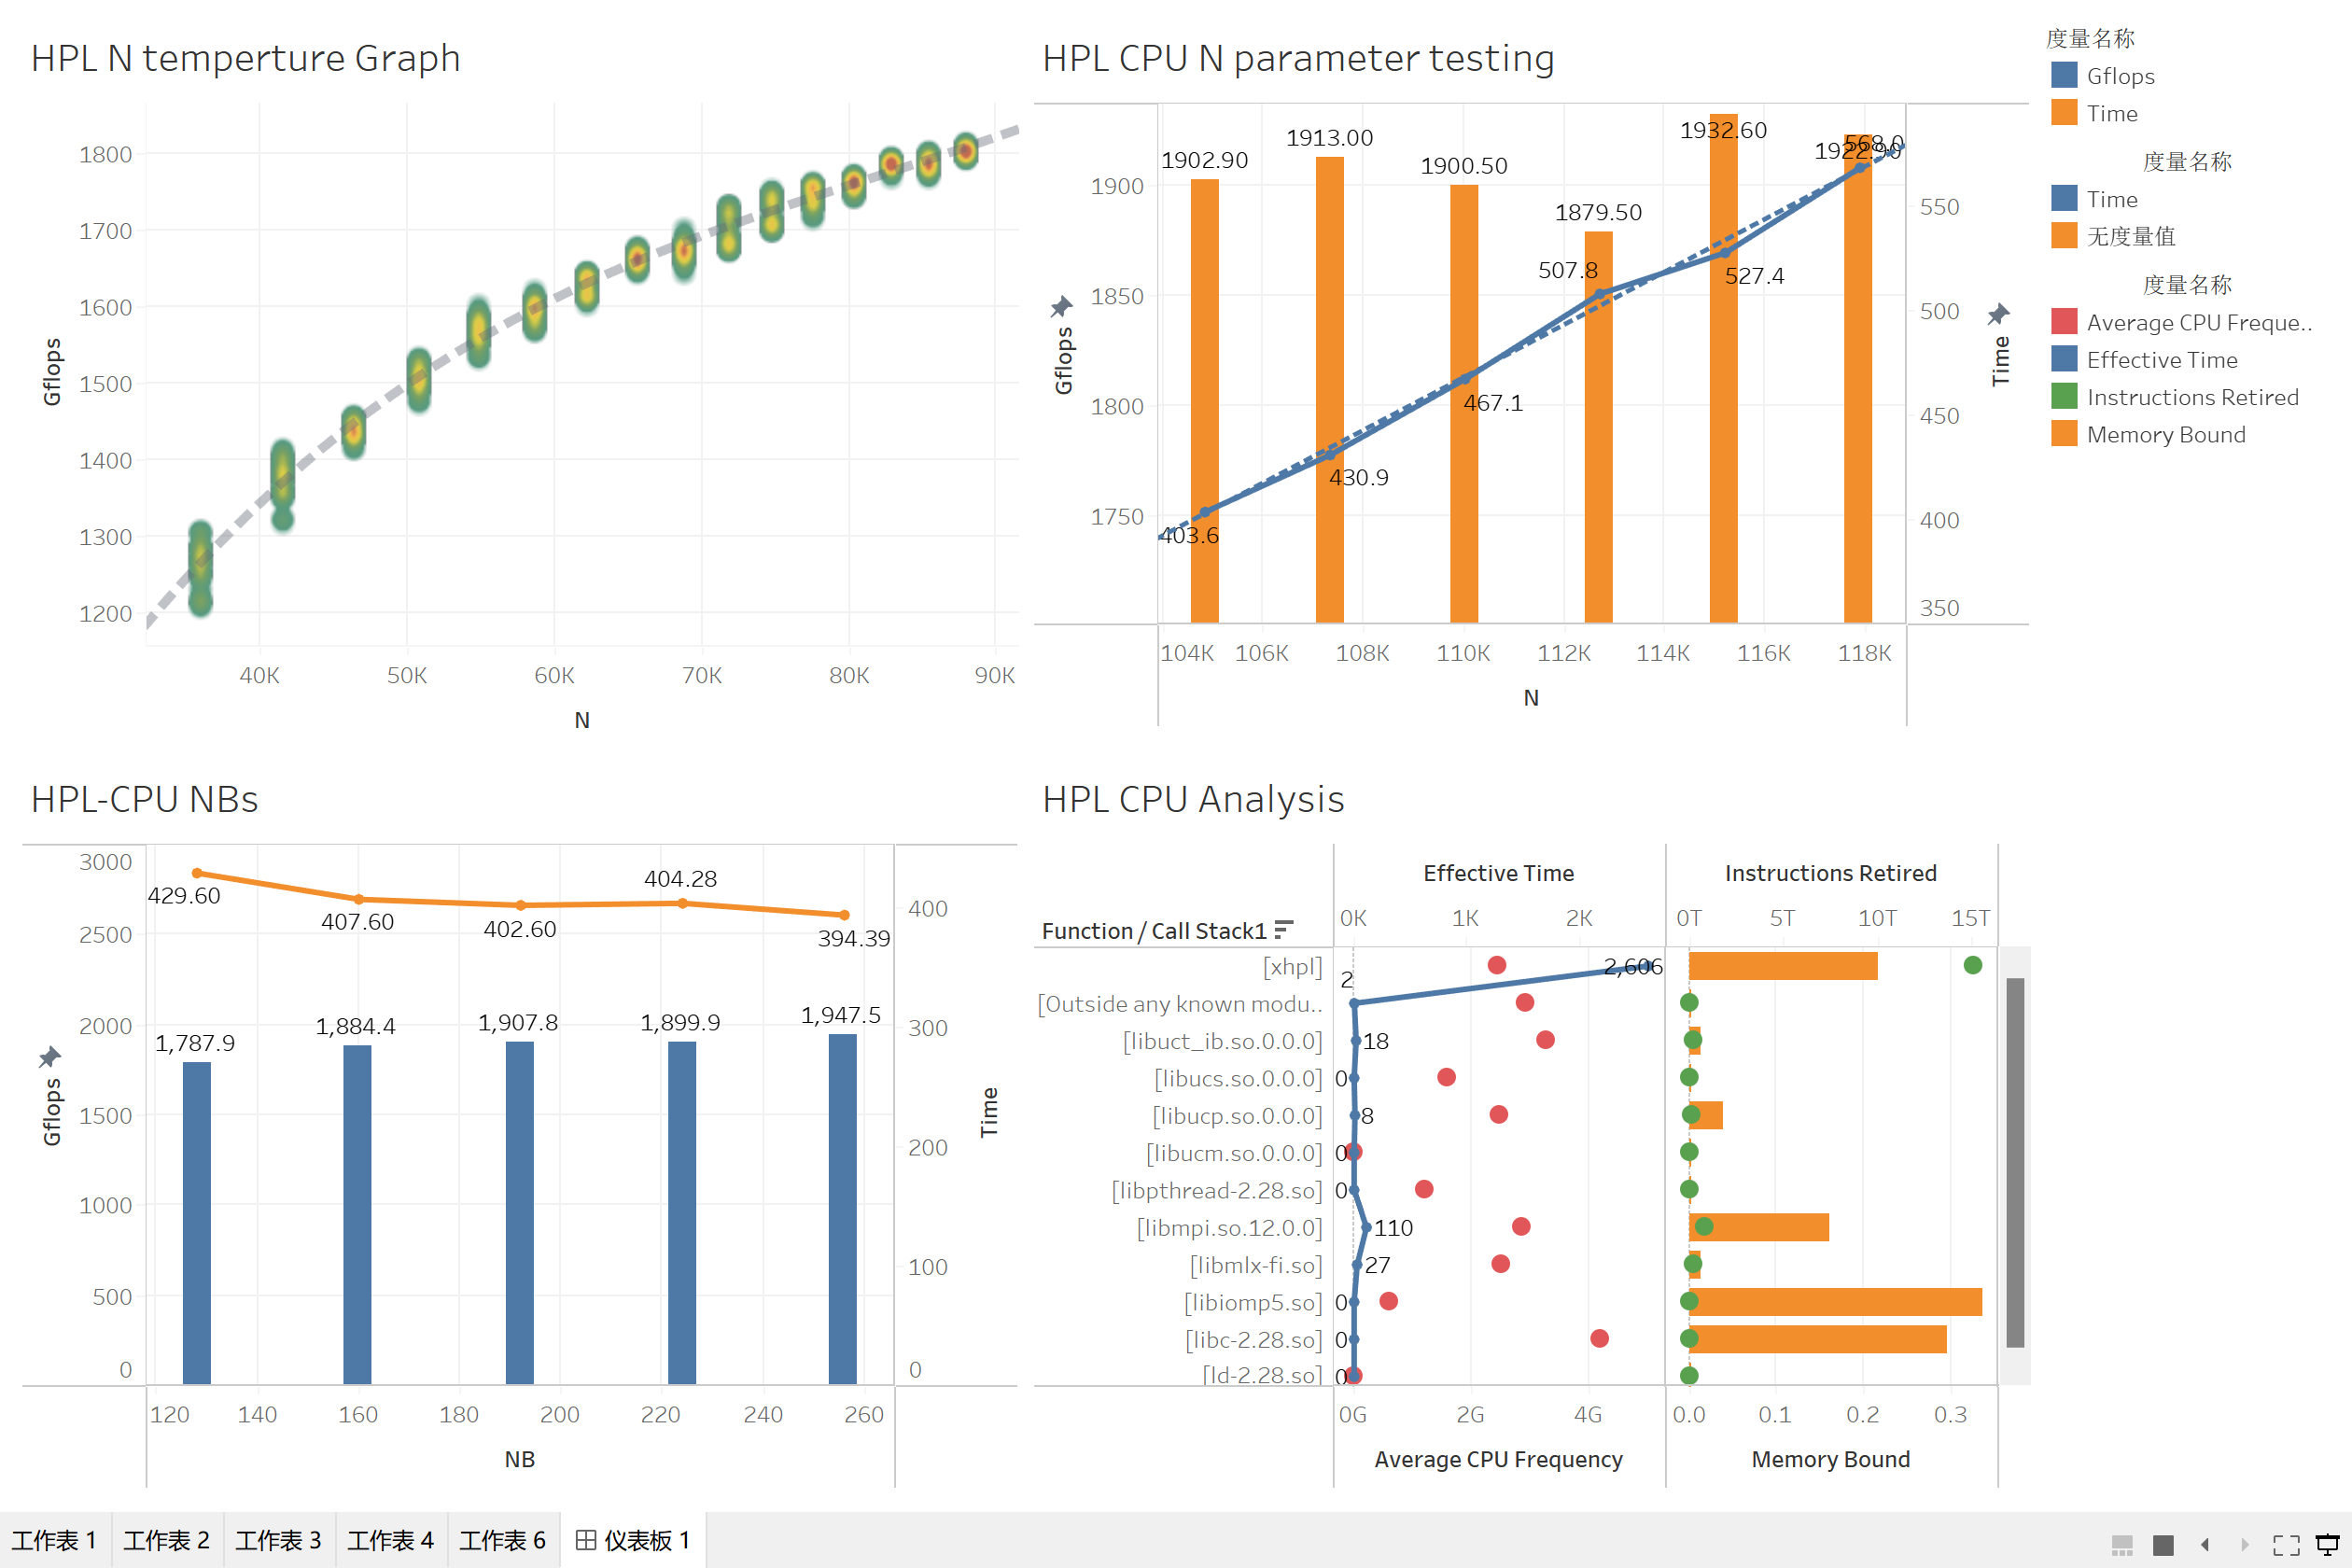 HPL N temperture Graph
1800
1700
1600
1500
1400
1300
1200
Gflops
40K 50K 60K 70K 80K 90K
N
HPL CPU N parameter testing
1902.90
1913.00
1900.50
1879.50
1932.60
1922.90
568.0
527.4
507.8
467.1
430.9
403.6
1900
1850
1800
1750
Gflops
550
500
450
400
350
Time
104K 106K 108K 110K 112K 114K 116K 118K
N
度量名称
Gflops
Time
度量名称
Time
无度量值
度量名称
Average CPU Freque..
Effective Time
Instructions Retired
Memory Bound
HPL-CPU NBs
3000
2500
2000
1500
1000
500
0
Gflops
429.60
407.60
402.60
404.28
394.39
1,787.9
1,884.4
1,907.8
1,899.9
1,947.5
400
300
200
100
0
Time
120 140 160 180 200 220 240 260
NB
HPL CPU Analysis
Effective Time Instructions Retired
Function / Call Stack1 0K 1K 2K 0T 5T 10T 15T
[xhpl] 2,606
[Outside any known modu.. 2
[libuct_ib.so.0.0.0] 18
[libucs.so.0.0.0] 0
[libucp.so.0.0.0] 8
[libucm.so.0.0.0] 0
[libpthread-2.28.so] 0
[libmpi.so.12.0.0] 110
[libmlx-fi.so] 27
[libiomp5.so] 0
[libc-2.28.so] 0
[ld-2.28.so] 0
0G 2G 4G 0.0 0.1 0.2 0.3
Average CPU Frequency Memory Bound
工作表 1 工作表 2 工作表 3 工作表 4 工作表 6 仪表板 1